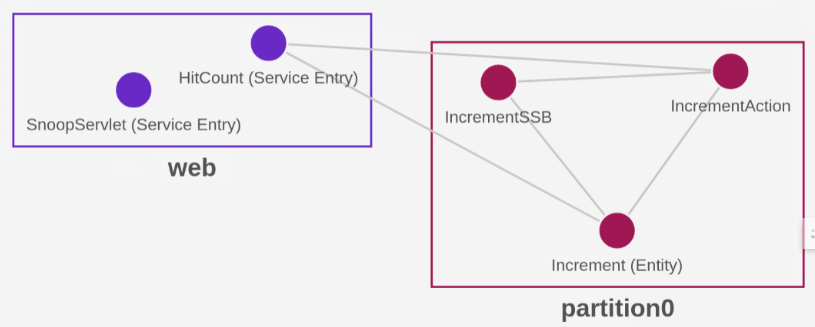 HitCount (Service Entry)
SnoopServlet (Service Entry)
web
IncrementSSB
IncrementAction
Increment (Entity)
partition0